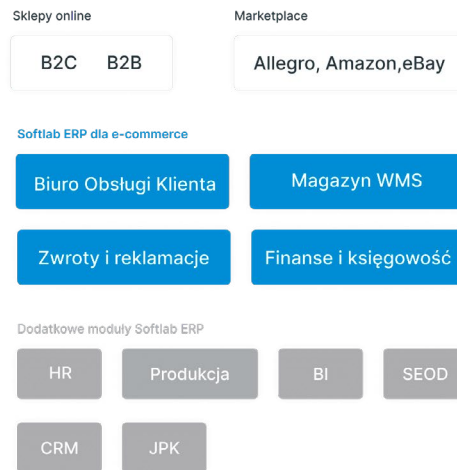 Sklepy online
Marketplace
B2C B2B
Allegro, Amazon,eBay
Softlab ERP dla e-commerce
Biuro Obsługi Klienta
Magazyn WMS
Zwroty i reklamacje
Finanse i księgowość
Dodatkowe moduły Softlab ERP
HR
Produkcja
BI
SEOD
CRM
JPK